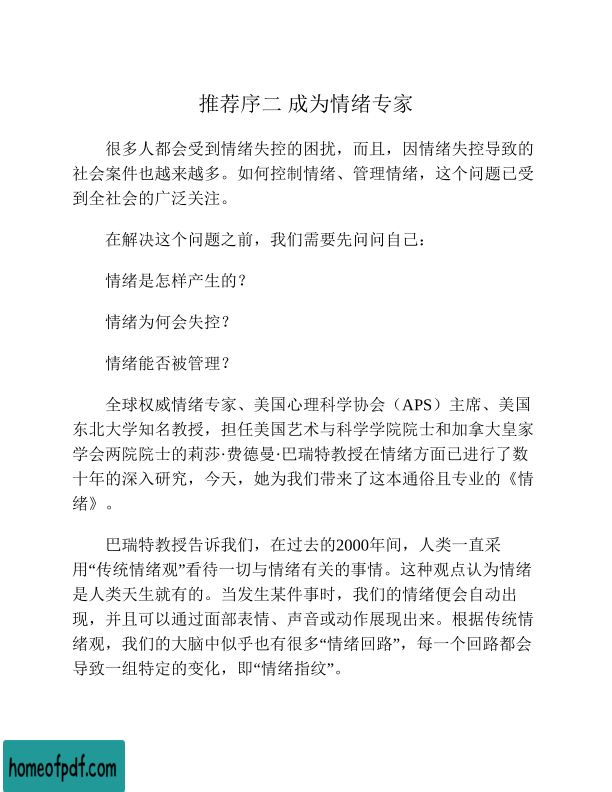 推荐序二 成为情绪专家
很多人都会受到情绪失控的困扰，而且，因情绪失控导致的
社会案件也越来越多。如何控制情绪、管理情绪，这个问题已受
到全社会的广泛关注。
在解决这个问题之前，我们需要先问问自己：
情绪是怎样产生的？
情绪为何会失控？
情绪能否被管理？
全球权威情绪专家、美国心理科学协会（APS）主席、美国
东北大学知名教授，担任美国艺术与科学学院院士和加拿大皇家
学会两院院士的莉莎·费德曼·巴瑞特教授在情绪方面已进行了数
十年的深入研究，今天，她为我们带来了这本通俗且专业的《情
绪》。
巴瑞特教授告诉我们，在过去的2000年间，人类一直采
用“传统情绪观”看待一切与情绪有关的事情。这种观点认为情绪
是人类天生就有的。当发生某件事时，我们的情绪便会自动出
现，并且可以通过面部表情、声音或动作展现出来。根据传统情
绪观，我们的大脑中似乎也有很多“情绪回路”，每一个回路都会
导致一组特定的变化，即“情绪指纹”。
homeofpdf.com